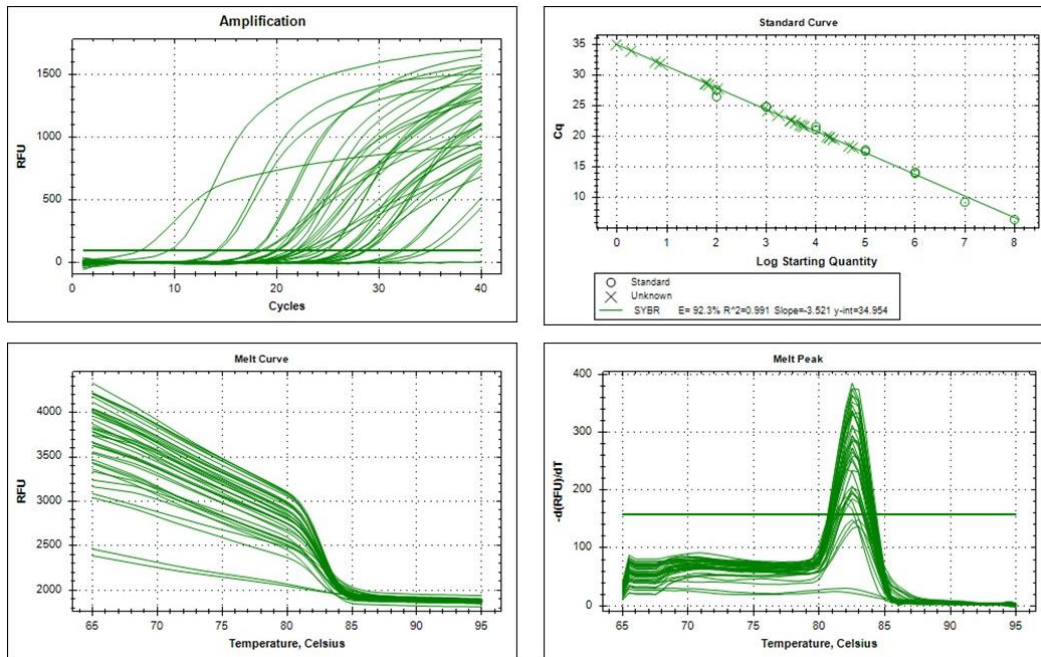 Amplification
1500
1000
500
0
RFU
0 10 20 30 40
Cycles
Standard Curve
35
30
25
20
15
10
Cq
0 1 2 3 4 5 6 7 8
Log Starting Quantity
Standard
Unknown
SYBR E= 92.3% R^2=0.991 Slope=-3.521 y-int=34.954
Melt Curve
4000
3500
3000
2500
2000
RFU
65 70 75 80 85 90 95
Temperature, Celsius
Melt Peak
400
300
200
100
0
-d(RFU)/dT
65 70 75 80 85 90 95
Temperature, Celsius